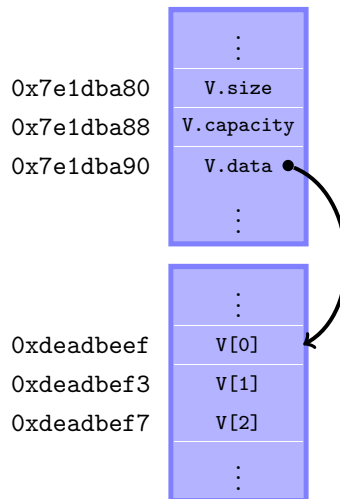 ⋮
0x7e1dba80 V.size
0x7e1dba88 V.capacity
0x7e1dba90 V.data
⋮
⋮
0xdeadbeef V[0]
0xdeadbef3 V[1]
0xdeadbef7 V[2]
⋮